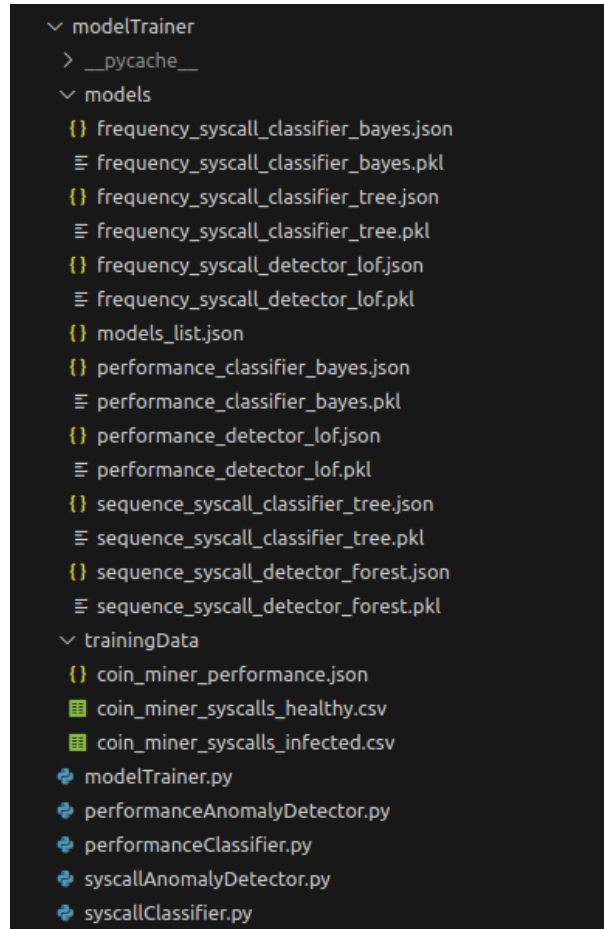 modelTrainer
__pycache__
models
{} frequency_syscall_classifier_bayes.json
frequency_syscall_classifier_bayes.pkl
{} frequency_syscall_classifier_tree.json
frequency_syscall_classifier_tree.pkl
{} frequency_syscall_detector_lof.json
frequency_syscall_detector_lof.pkl
{} models_list.json
{} performance_classifier_bayes.json
performance_classifier_bayes.pkl
{} performance_detector_lof.json
performance_detector_lof.pkl
{} sequence_syscall_classifier_tree.json
sequence_syscall_classifier_tree.pkl
{} sequence_syscall_detector_forest.json
sequence_syscall_detector_forest.pkl
trainingData
{} coin_miner_performance.json
coin_miner_syscalls_healthy.csv
coin_miner_syscalls_infected.csv
modelTrainer.py
performanceAnomalyDetector.py
performanceClassifier.py
syscallAnomalyDetector.py
syscallClassifier.py